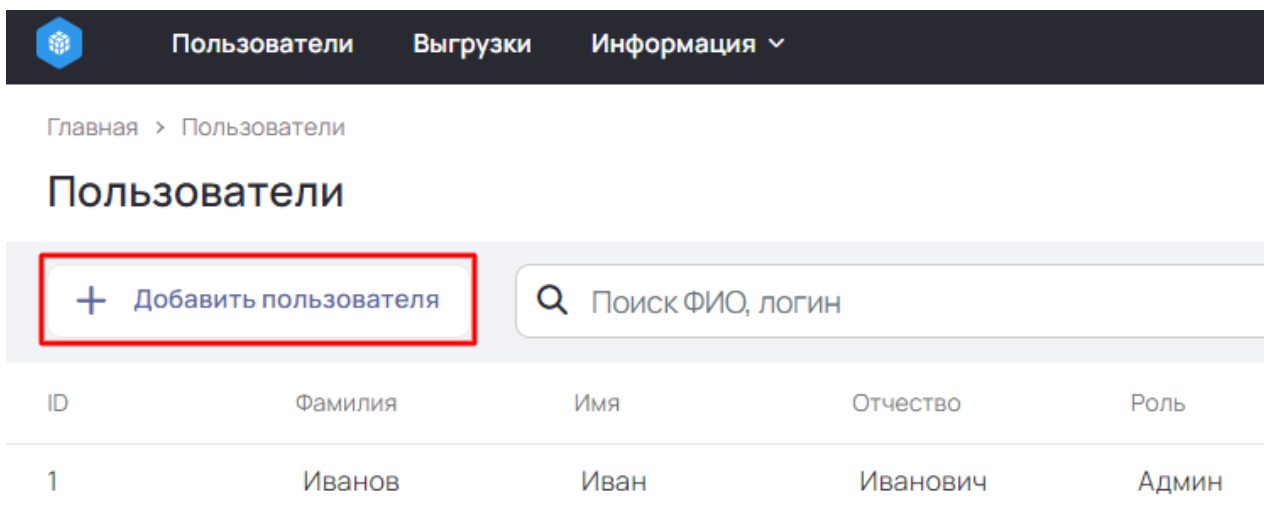 Пользователи Выгрузки Информация
Главная > Пользователи
Пользователи
+ Добавить пользователя Поиск ФИО, логин
ID Фамилия Имя Отчество Роль
1 Иванов Иван Иванович Админ